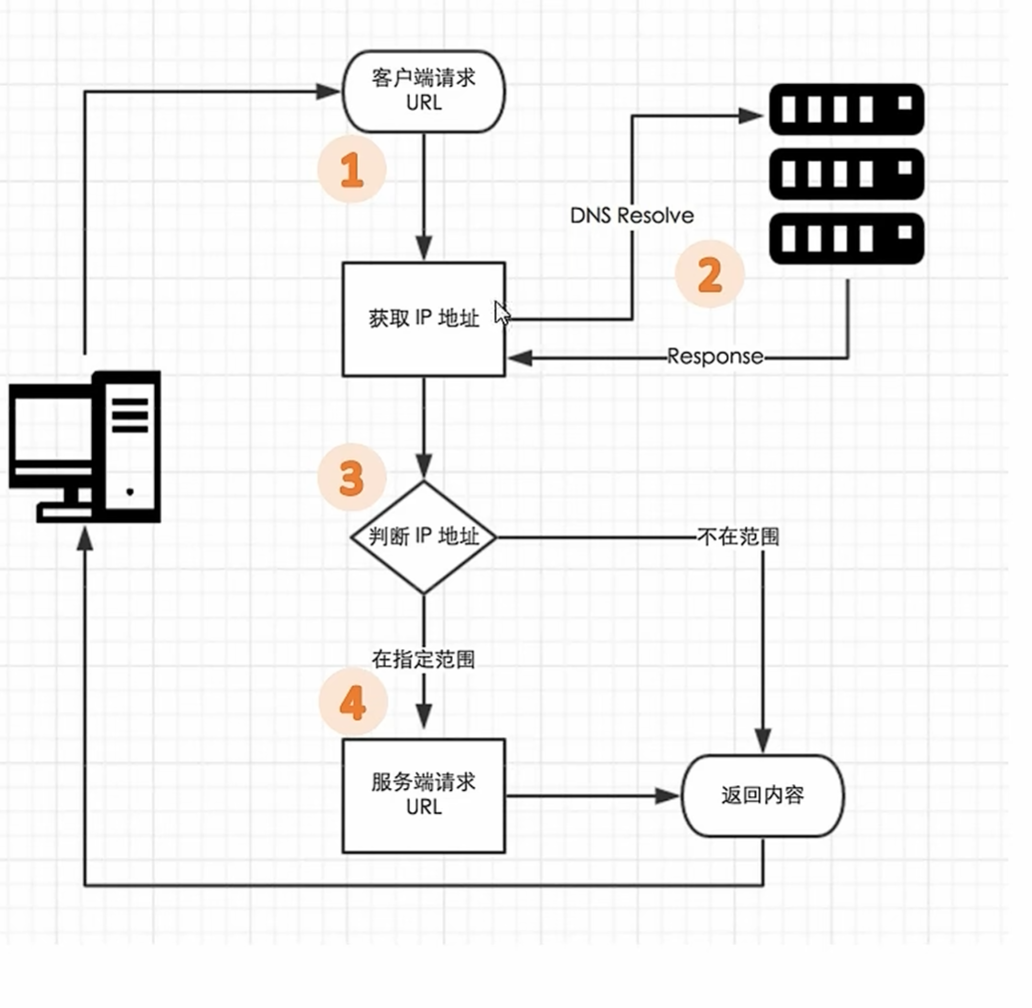 客户端请求
URL
1
DNS Resolve
2
获取 IP 地址
Response
3
判断 IP 地址
不在范围
在指定范围
4
服务端请求
URL
返回内容